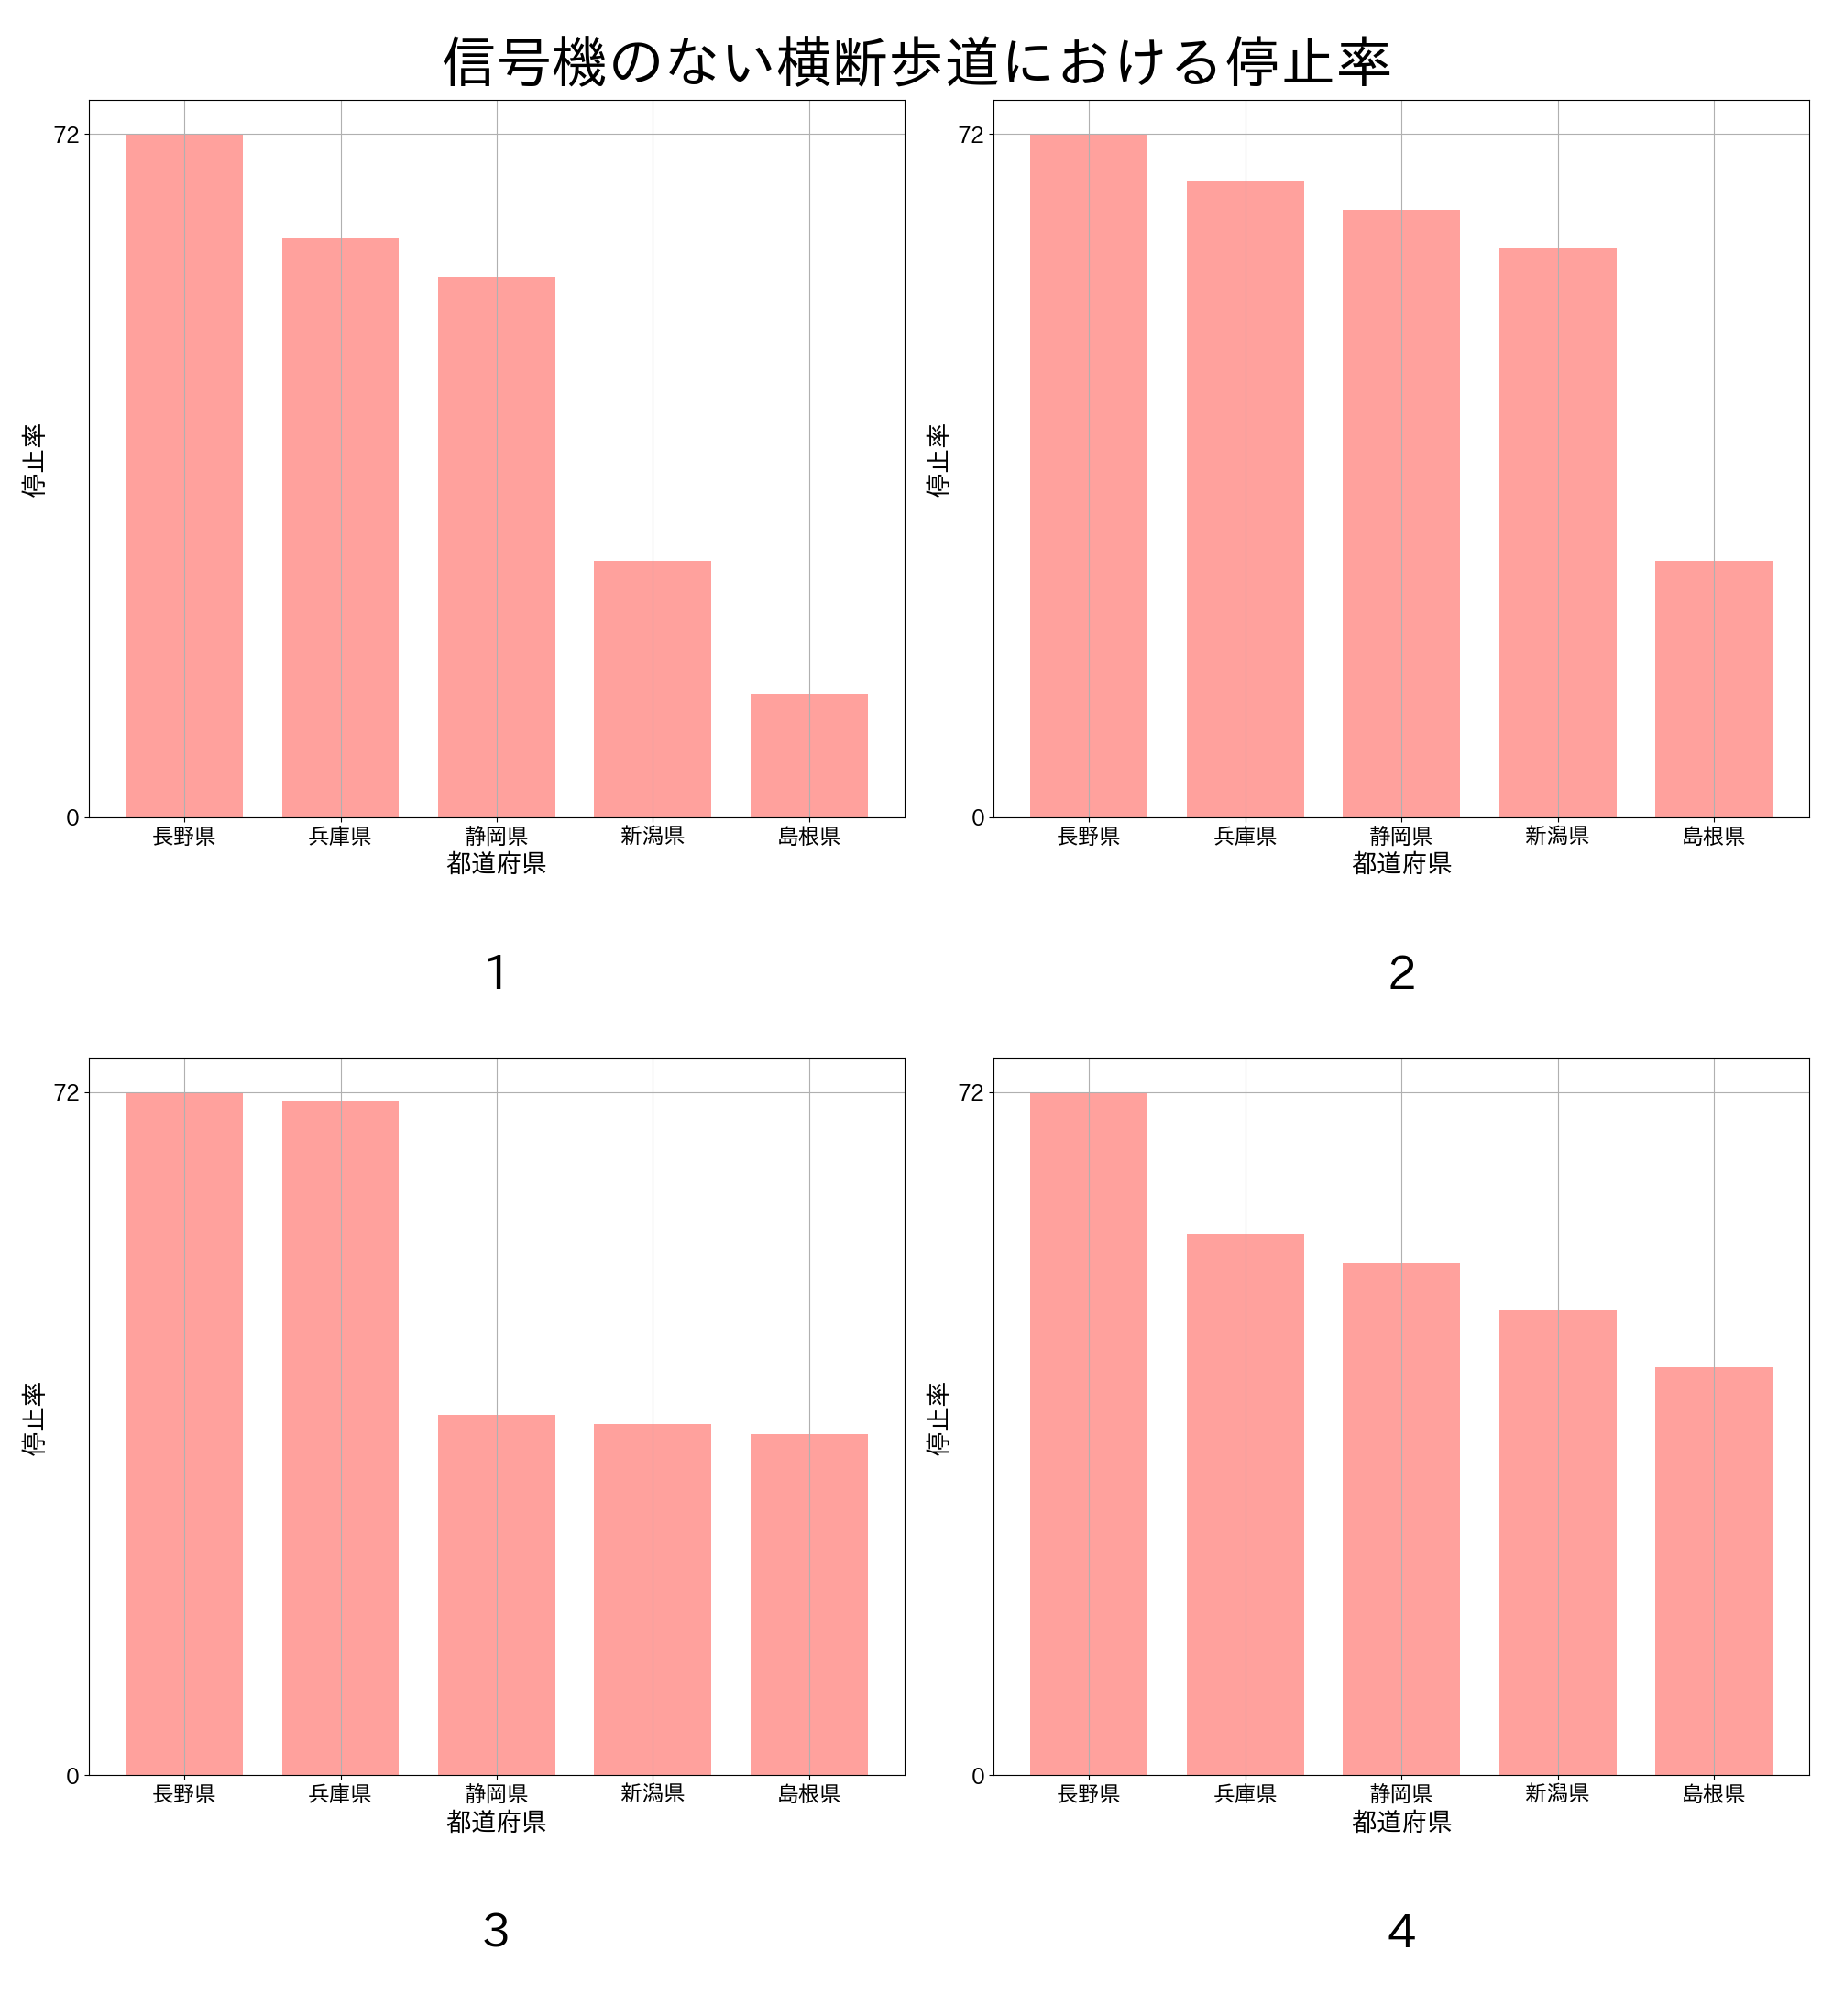 信号機のない横断歩道における停止率
72
0
停止率
長野県 兵庫県 静岡県 新潟県 島根県
都道府県
1
72
0
停止率
長野県 兵庫県 静岡県 新潟県 島根県
都道府県
2
72
0
停止率
長野県 兵庫県 静岡県 新潟県 島根県
都道府県
3
72
0
停止率
長野県 兵庫県 静岡県 新潟県 島根県
都道府県
4